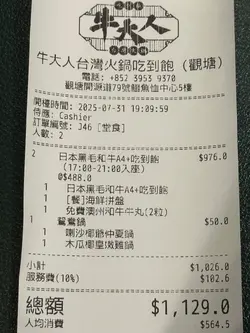 牛大人
牛大人台灣火鍋吃到飽 (觀塘)
電話: +852 3953 9370
觀塘開源道79號鱷魚恤中心5樓
開檯時間: 2025-07-31 19:09:59
侍應: Cashier
訂單編號: J46 [堂食]
人數: 2
2 日本黑毛和牛A4+吃到飽 $976.0
(17:00-21:00入座)
@$488.0
1 日本黑毛和牛A4+吃到飽
1 [餐]海鮮拼盤
1 免費澳州和牛牛丸(2粒)
1 鴛鴦鍋 $50.0
1 喇沙椰爺仲夏鍋
1 木瓜椰皇燉雞鍋
小計 $1,026.0
服務費(10%) $102.6
總額 $1,129.0
人均消費 $564.5